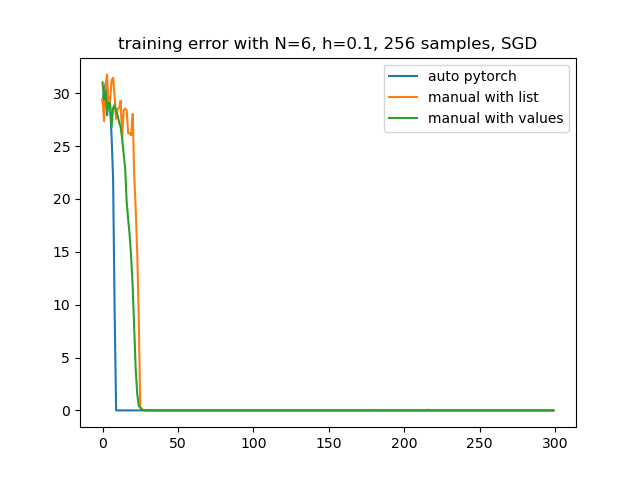 training error with N=6, h=0.1, 256 samples, SGD
auto pytorch
manual with list
manual with values
30
25
20
15
10
5
0
0 50 100 150 200 250 300